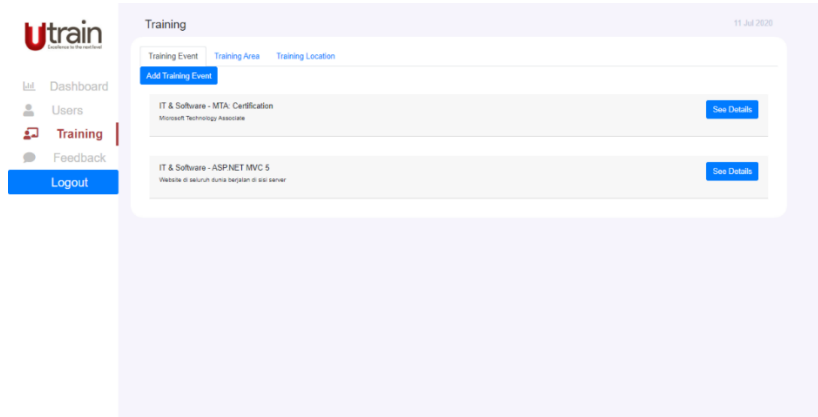 Utrain
Excellence is the next level
Dashboard
Users
Training
Feedback
Logout
Training
11 Jul 2020
Training Event
Training Area
Training Location
Add Training Event
IT & Software - MTA: Certification
Microsoft Technology Associate
See Details
IT & Software - ASP.NET MVC 5
Website di seluruh dunia berjalan di sisi server
See Details